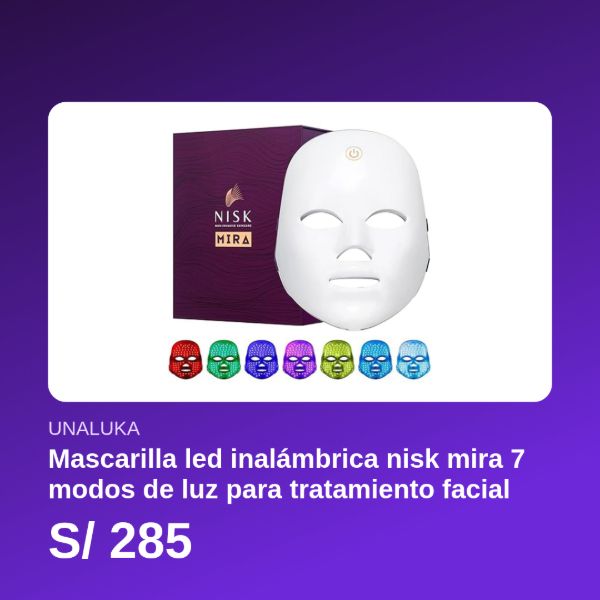 NISK
MIRA
UNALUKA
Mascarilla led inalámbrica nisk mira 7
modos de luz para tratamiento facial
S/ 285